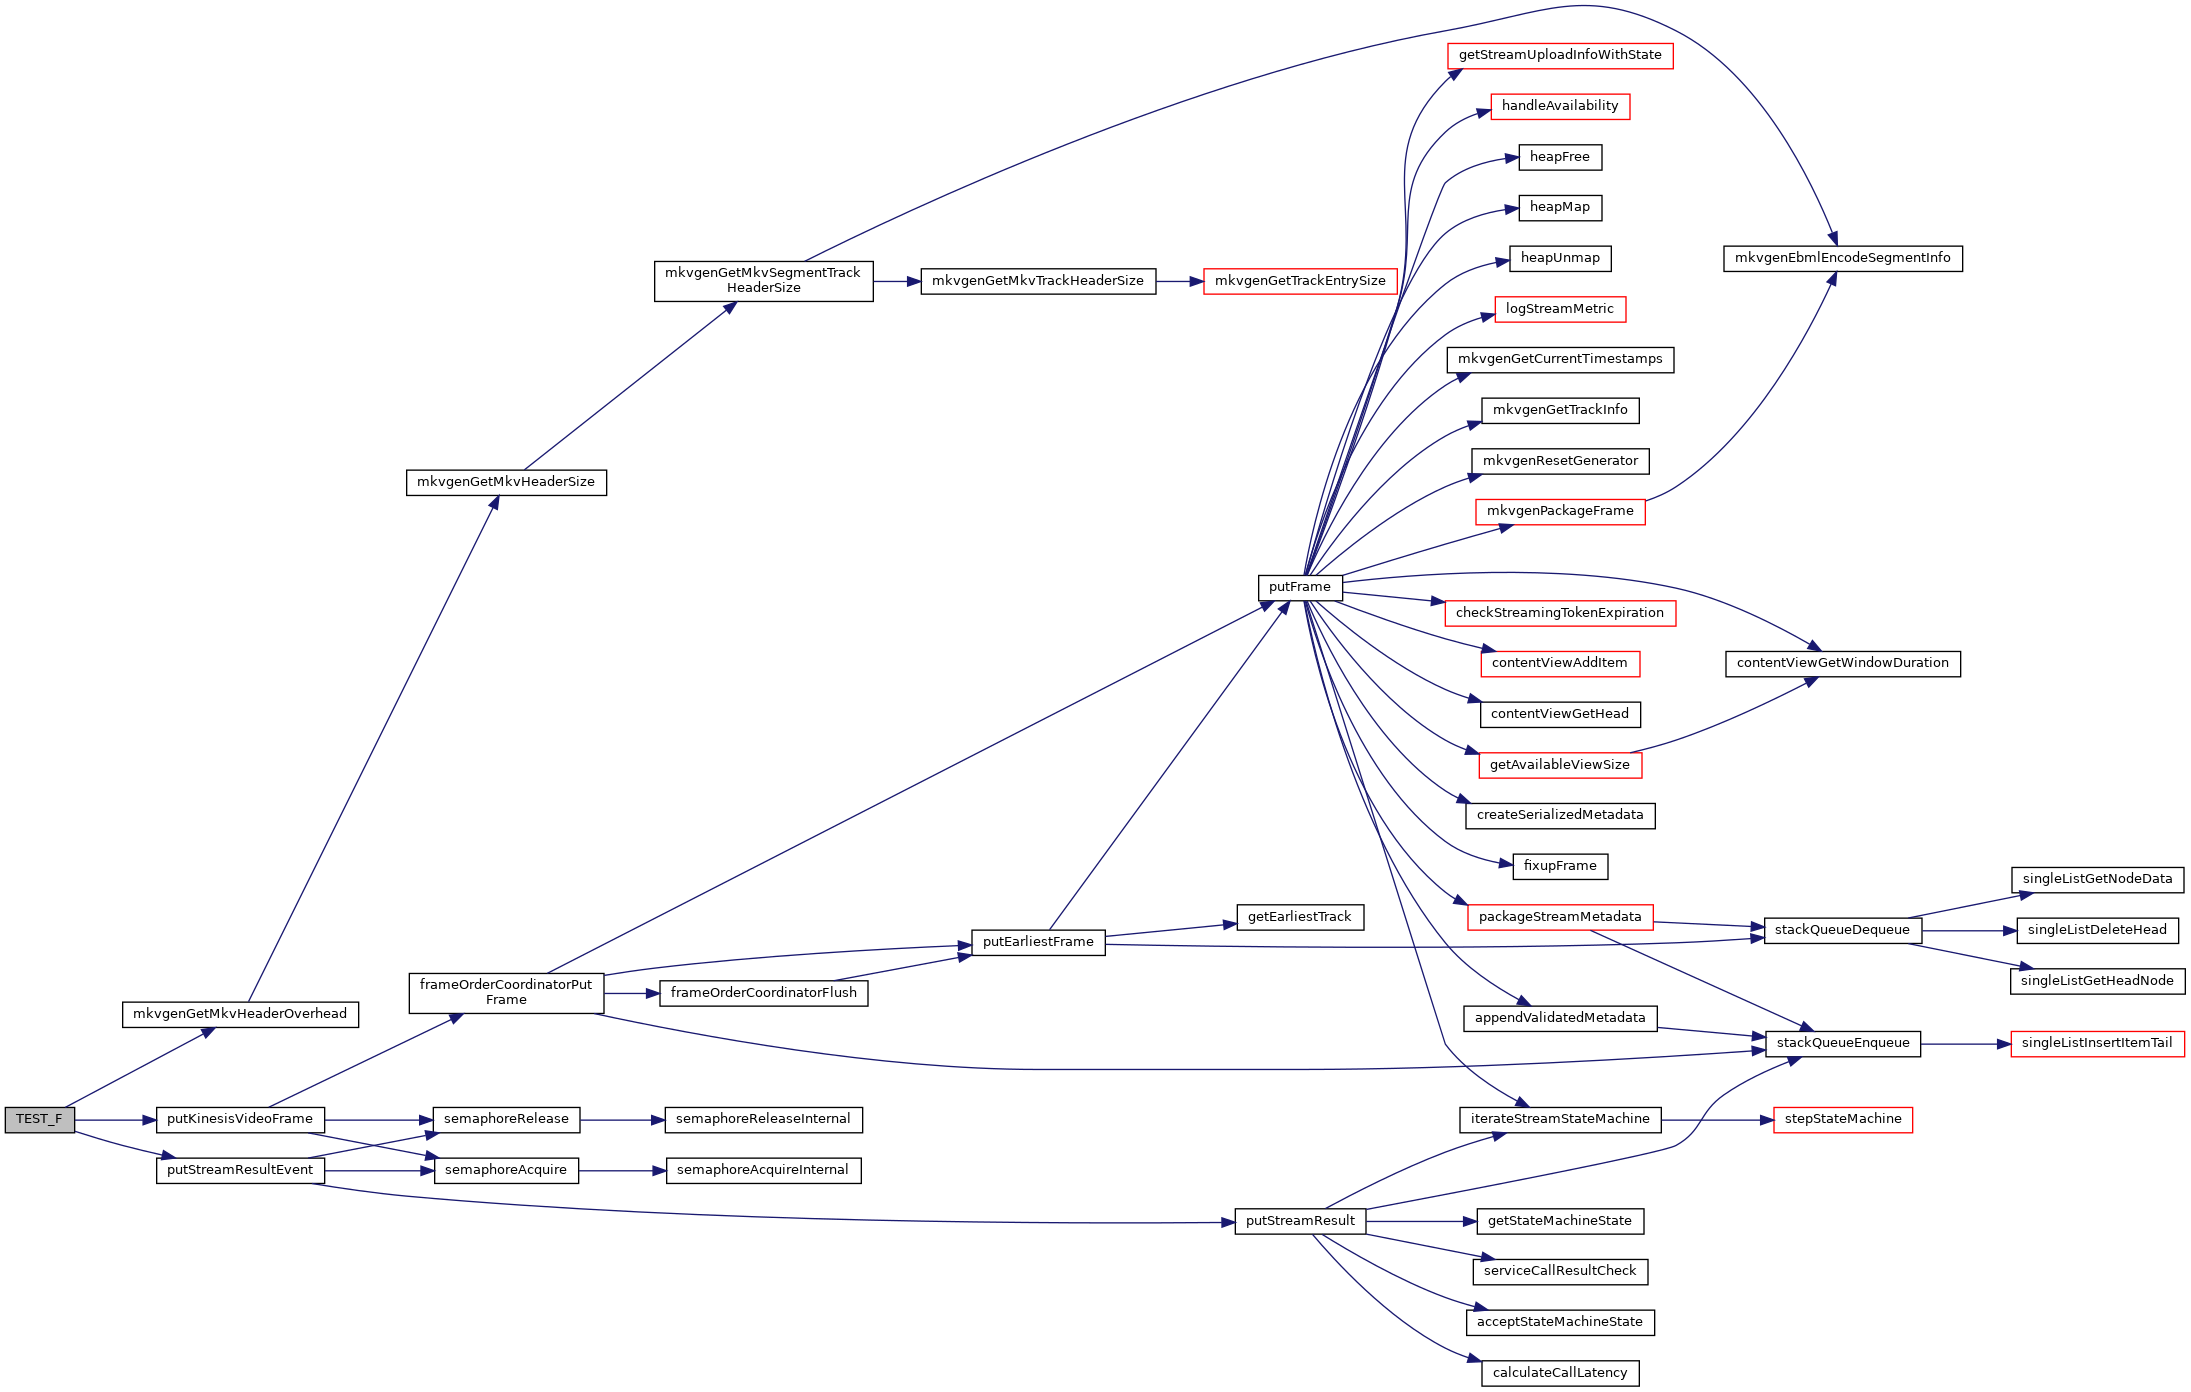 TEST_F
mkvgenGetMkvHeaderOverhead
putKinesisVideoFrame
putStreamResultEvent
mkvgenGetMkvHeaderSize
frameOrderCoordinatorPut
Frame
semaphoreRelease
semaphoreAcquire
mkvgenGetMkvSegmentTrack
HeaderSize
frameOrderCoordinatorFlush
semaphoreReleaseInternal
semaphoreAcquireInternal
mkvgenGetMkvTrackHeaderSize
putEarliestFrame
mkvgenGetTrackEntrySize
putFrame
getEarliestTrack
putStreamResult
getStreamUploadInfoWithState
handleAvailability
heapFree
heapMap
heapUnmap
logStreamMetric
mkvgenGetCurrentTimestamps
mkvgenGetTrackInfo
mkvgenResetGenerator
mkvgenPackageFrame
checkStreamingTokenExpiration
contentViewAddItem
contentViewGetHead
getAvailableViewSize
createSerializedMetadata
fixupFrame
packageStreamMetadata
appendValidatedMetadata
iterateStreamStateMachine
getStateMachineState
serviceCallResultCheck
acceptStateMachineState
calculateCallLatency
mkvgenEbmlEncodeSegmentInfo
contentViewGetWindowDuration
stackQueueDequeue
stackQueueEnqueue
stepStateMachine
singleListGetNodeData
singleListDeleteHead
singleListGetHeadNode
singleListInsertItemTail